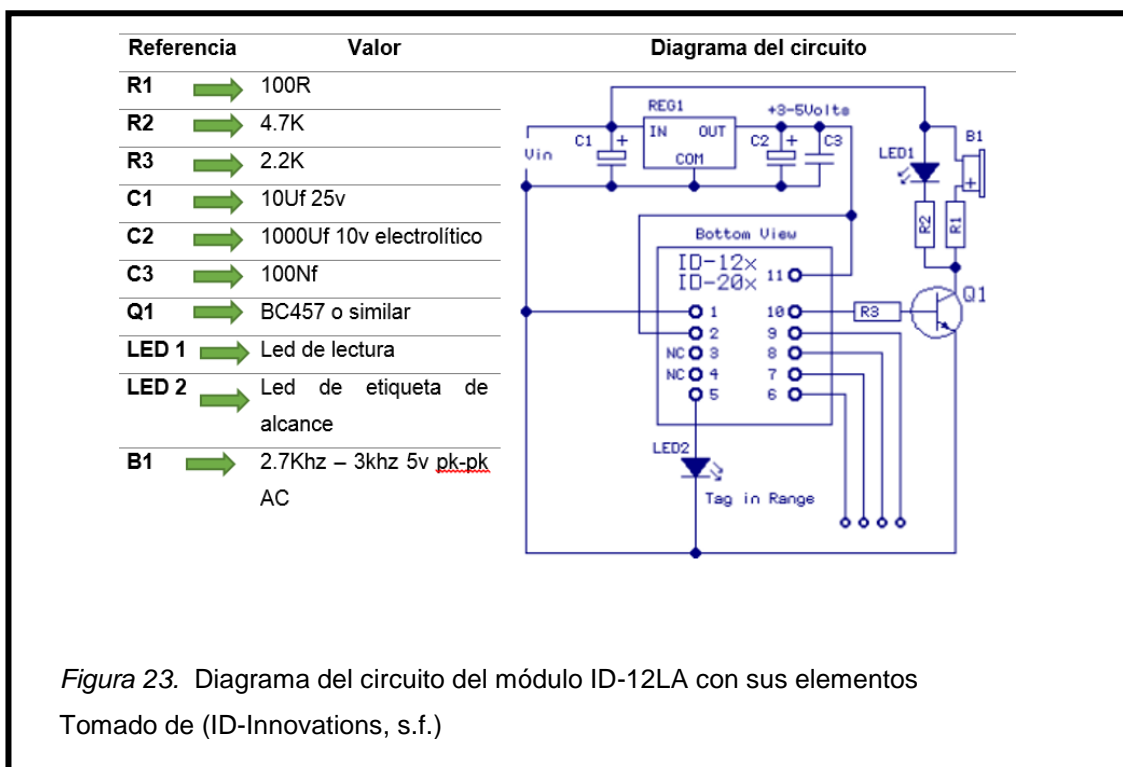 Referencia Valor Diagrama del circuito
R1 100R
R2 4.7K
R3 2.2K
C1 10Uf 25v
C2 1000Uf 10v electrolítico
C3 100Nf
Q1 BC457 o similar
LED 1 Led de lectura
LED 2 Led de etiqueta de
alcance
B1 2.7Khz – 3khz 5v pk-pk
AC
REG1
+3-5Volts
C1 +
IN OUT
C2 +
C3
B1
Vin
COM
LED1
+
R2
R1
Bottom View
ID-12x
ID-20x
11
Q1
1
10
R3
2
9
NC 3
8
NC 4
7
5
6
LED2
Tag in Range
Figura 23. Diagrama del circuito del módulo ID-12LA con sus elementos
Tomado de (ID-Innovations, s.f.)